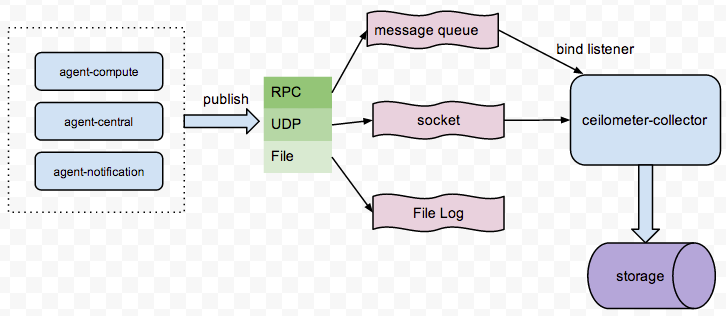 agent-compute
agent-central
agent-notification
publish
RPC
UDP
File
message queue
socket
File Log
bind listener
ceilometer-collector
storage